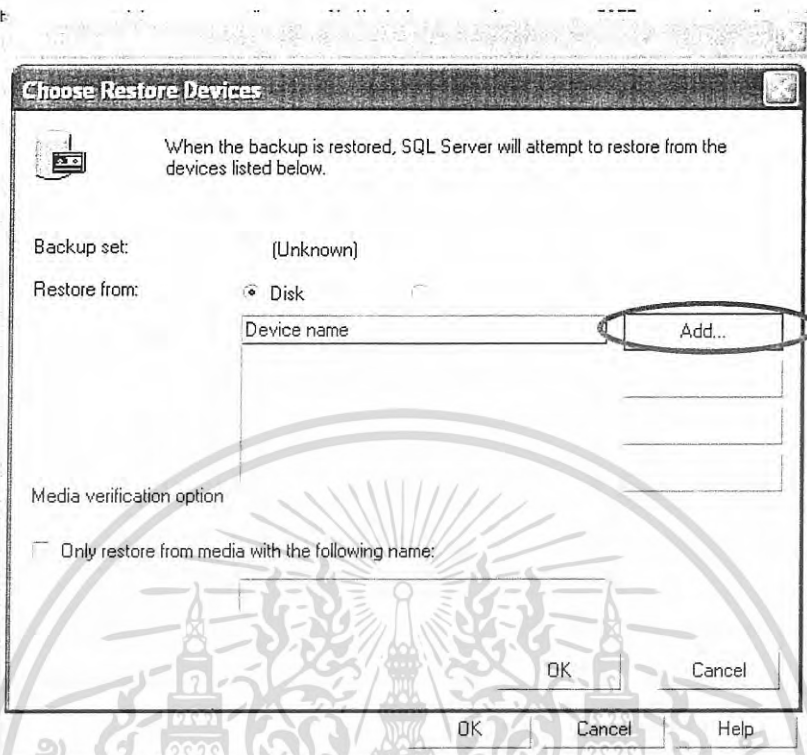 Choose Restore Devices
When the backup is restored, SQL Server will attempt to restore from the
devices listed below.
Backup set:
(Unknown)
Restore from:
Disk
Device name
Add...
Media verification option
Only restore from media with the following name:
OK
Cancel
OK
Cancel
Help